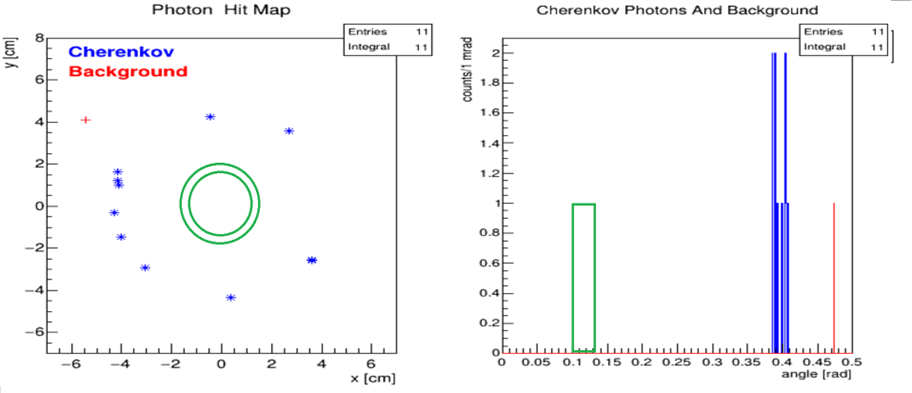 Photon Hit Map
Entries 11
Integral 11
Cherenkov
Background
y [cm]
8
6
4
2
0
−2
−4
−6
−6 −4 −2 0 2 4 6
x [cm]
Cherenkov Photons And Background
Entries 11
Integral 11
counts/1 mrad
2
1.8
1.6
1.4
1.2
1
0.8
0.6
0.4
0.2
0
0 0.05 0.1 0.15 0.2 0.25 0.3 0.35 0.4 0.45 0.5
angle [rad]